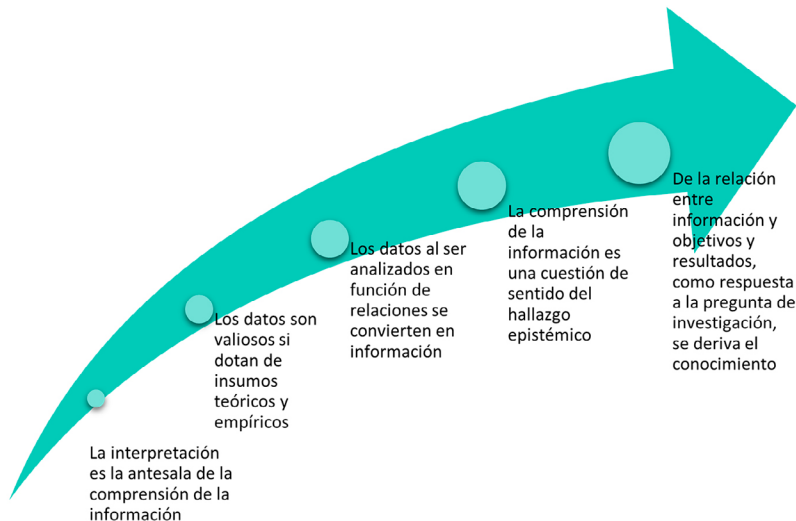 La interpretación
es la antesala de la
comprensión de la
información
Los datos son
valiosos si
dotan de
insumos
teóricos y
empíricos
Los datos al ser
analizados en
función de
relaciones se
convierten en
información
La comprensión
de la
información es
una cuestión de
sentido del
hallazgo
epistémico
De la relación
entre
información y
objetivos y
resultados,
como respuesta
a la pregunta de
investigación,
se deriva el
conocimiento